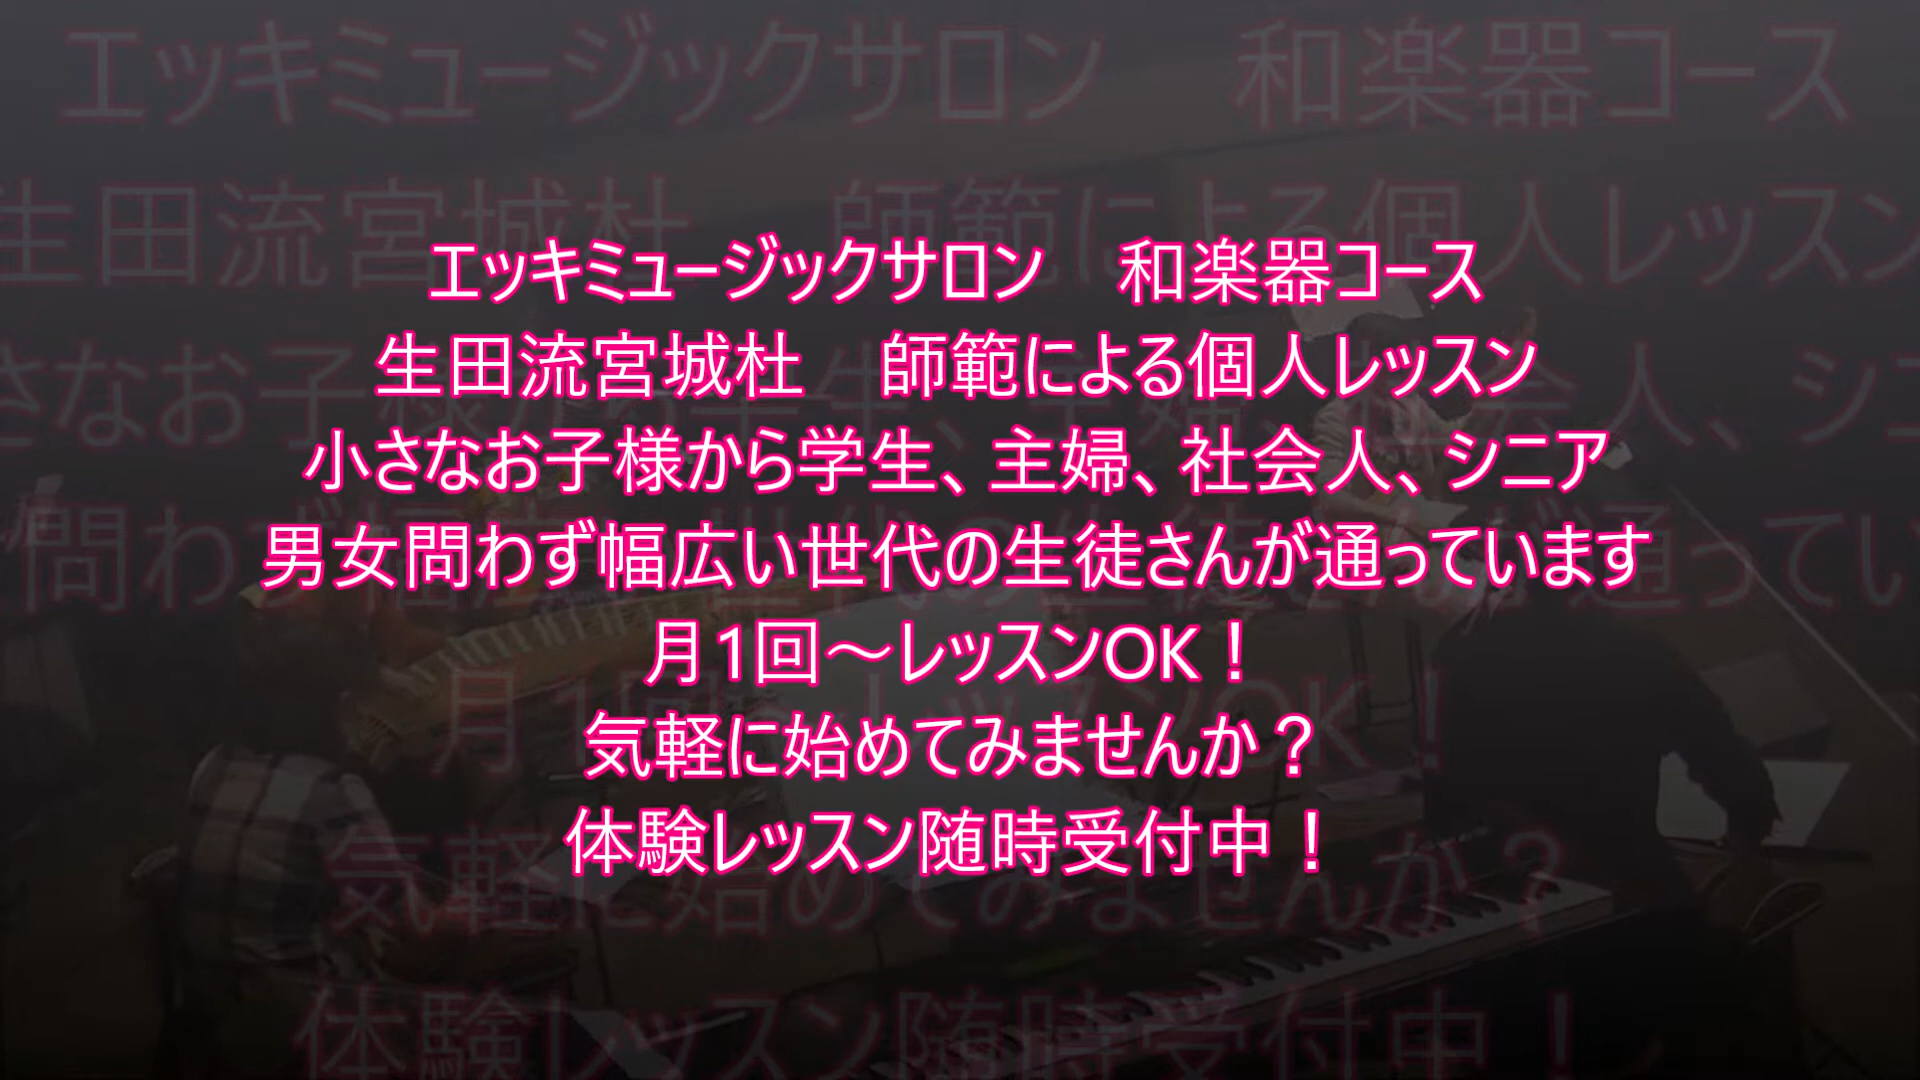 エッキミュージックサロン　和楽器コース
生田流宮城社　師範による個人レッスン
小さなお子様から学生、主婦、社会人、シニア
男女問わず幅広い世代の生徒さんが通っています
月1回～レッスンOK！
気軽に始めてみませんか？
体験レッスン随時受付中！